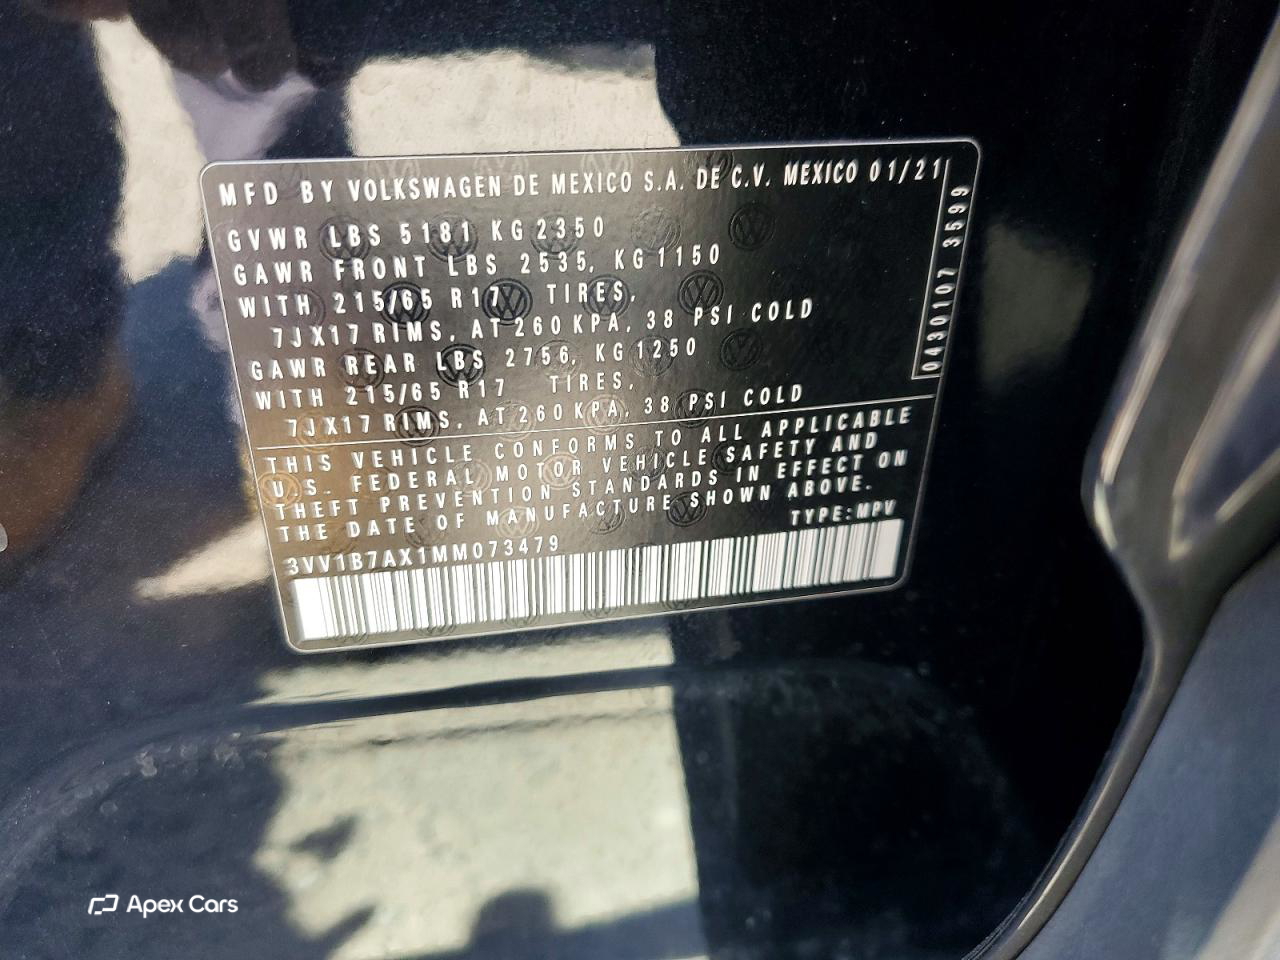 MFD BY VOLKSWAGEN DE MEXICO S.A. DE C.V. MEXICO 01/21
GVWR LBS 5181 KG 2350
GAWR FRONT LBS 2535, KG 1150
WITH 215/65 R17 TIRES,
7JX17 RIMS, AT 260 KPA, 38 PSI COLD
GAWR REAR LBS 2756, KG 1250
WITH 215/65 R17 TIRES,
7JX17 RIMS, AT 260 KPA, 38 PSI COLD
THIS VEHICLE CONFORMS TO ALL APPLICABLE
U.S. FEDERAL MOTOR VEHICLE SAFETY AND
THEFT PREVENTION STANDARDS IN EFFECT ON
THE DATE OF MANUFACTURE SHOWN ABOVE.
TYPE:MPV
3VV1B7AX1MM073479
0430107 3599
Apex Cars